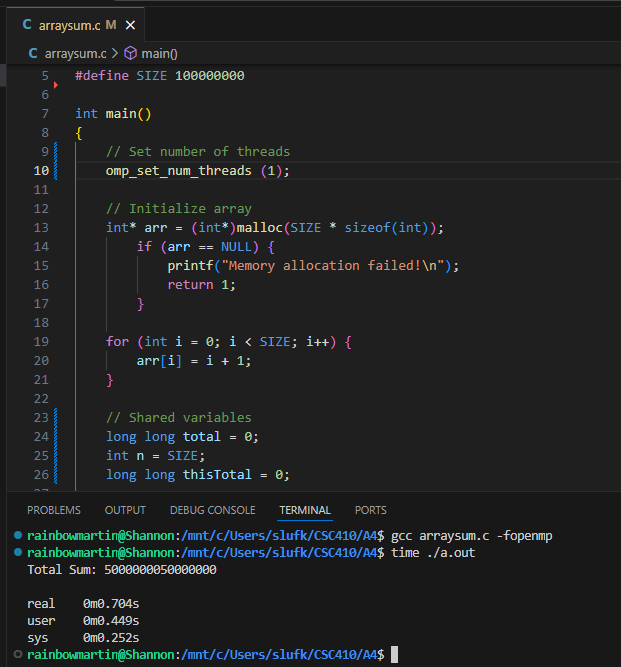 C arraysum.c M ×
C arraysum.c > main()
5 #define SIZE 100000000
6
7 int main()
8 {
9 // Set number of threads
10 omp_set_num_threads (1);
11
12 // Initialize array
13 int* arr = (int*)malloc(SIZE * sizeof(int));
14 if (arr == NULL) {
15 printf("Memory allocation failed!\n");
16 return 1;
17 }
18
19 for (int i = 0; i < SIZE; i++) {
20 arr[i] = i + 1;
21 }
22
23 // Shared variables
24 long long total = 0;
25 int n = SIZE;
26 long long thisTotal = 0;
PROBLEMS OUTPUT DEBUG CONSOLE TERMINAL PORTS
rainbowmartin@Shannon:/mnt/c/Users/slufk/CSC410/A4$ gcc arraysum.c -fopenmp
rainbowmartin@Shannon:/mnt/c/Users/slufk/CSC410/A4$ time ./a.out
Total Sum: 5000000050000000
real 0m0.704s
user 0m0.449s
sys 0m0.252s
rainbowmartin@Shannon:/mnt/c/Users/slufk/CSC410/A4$